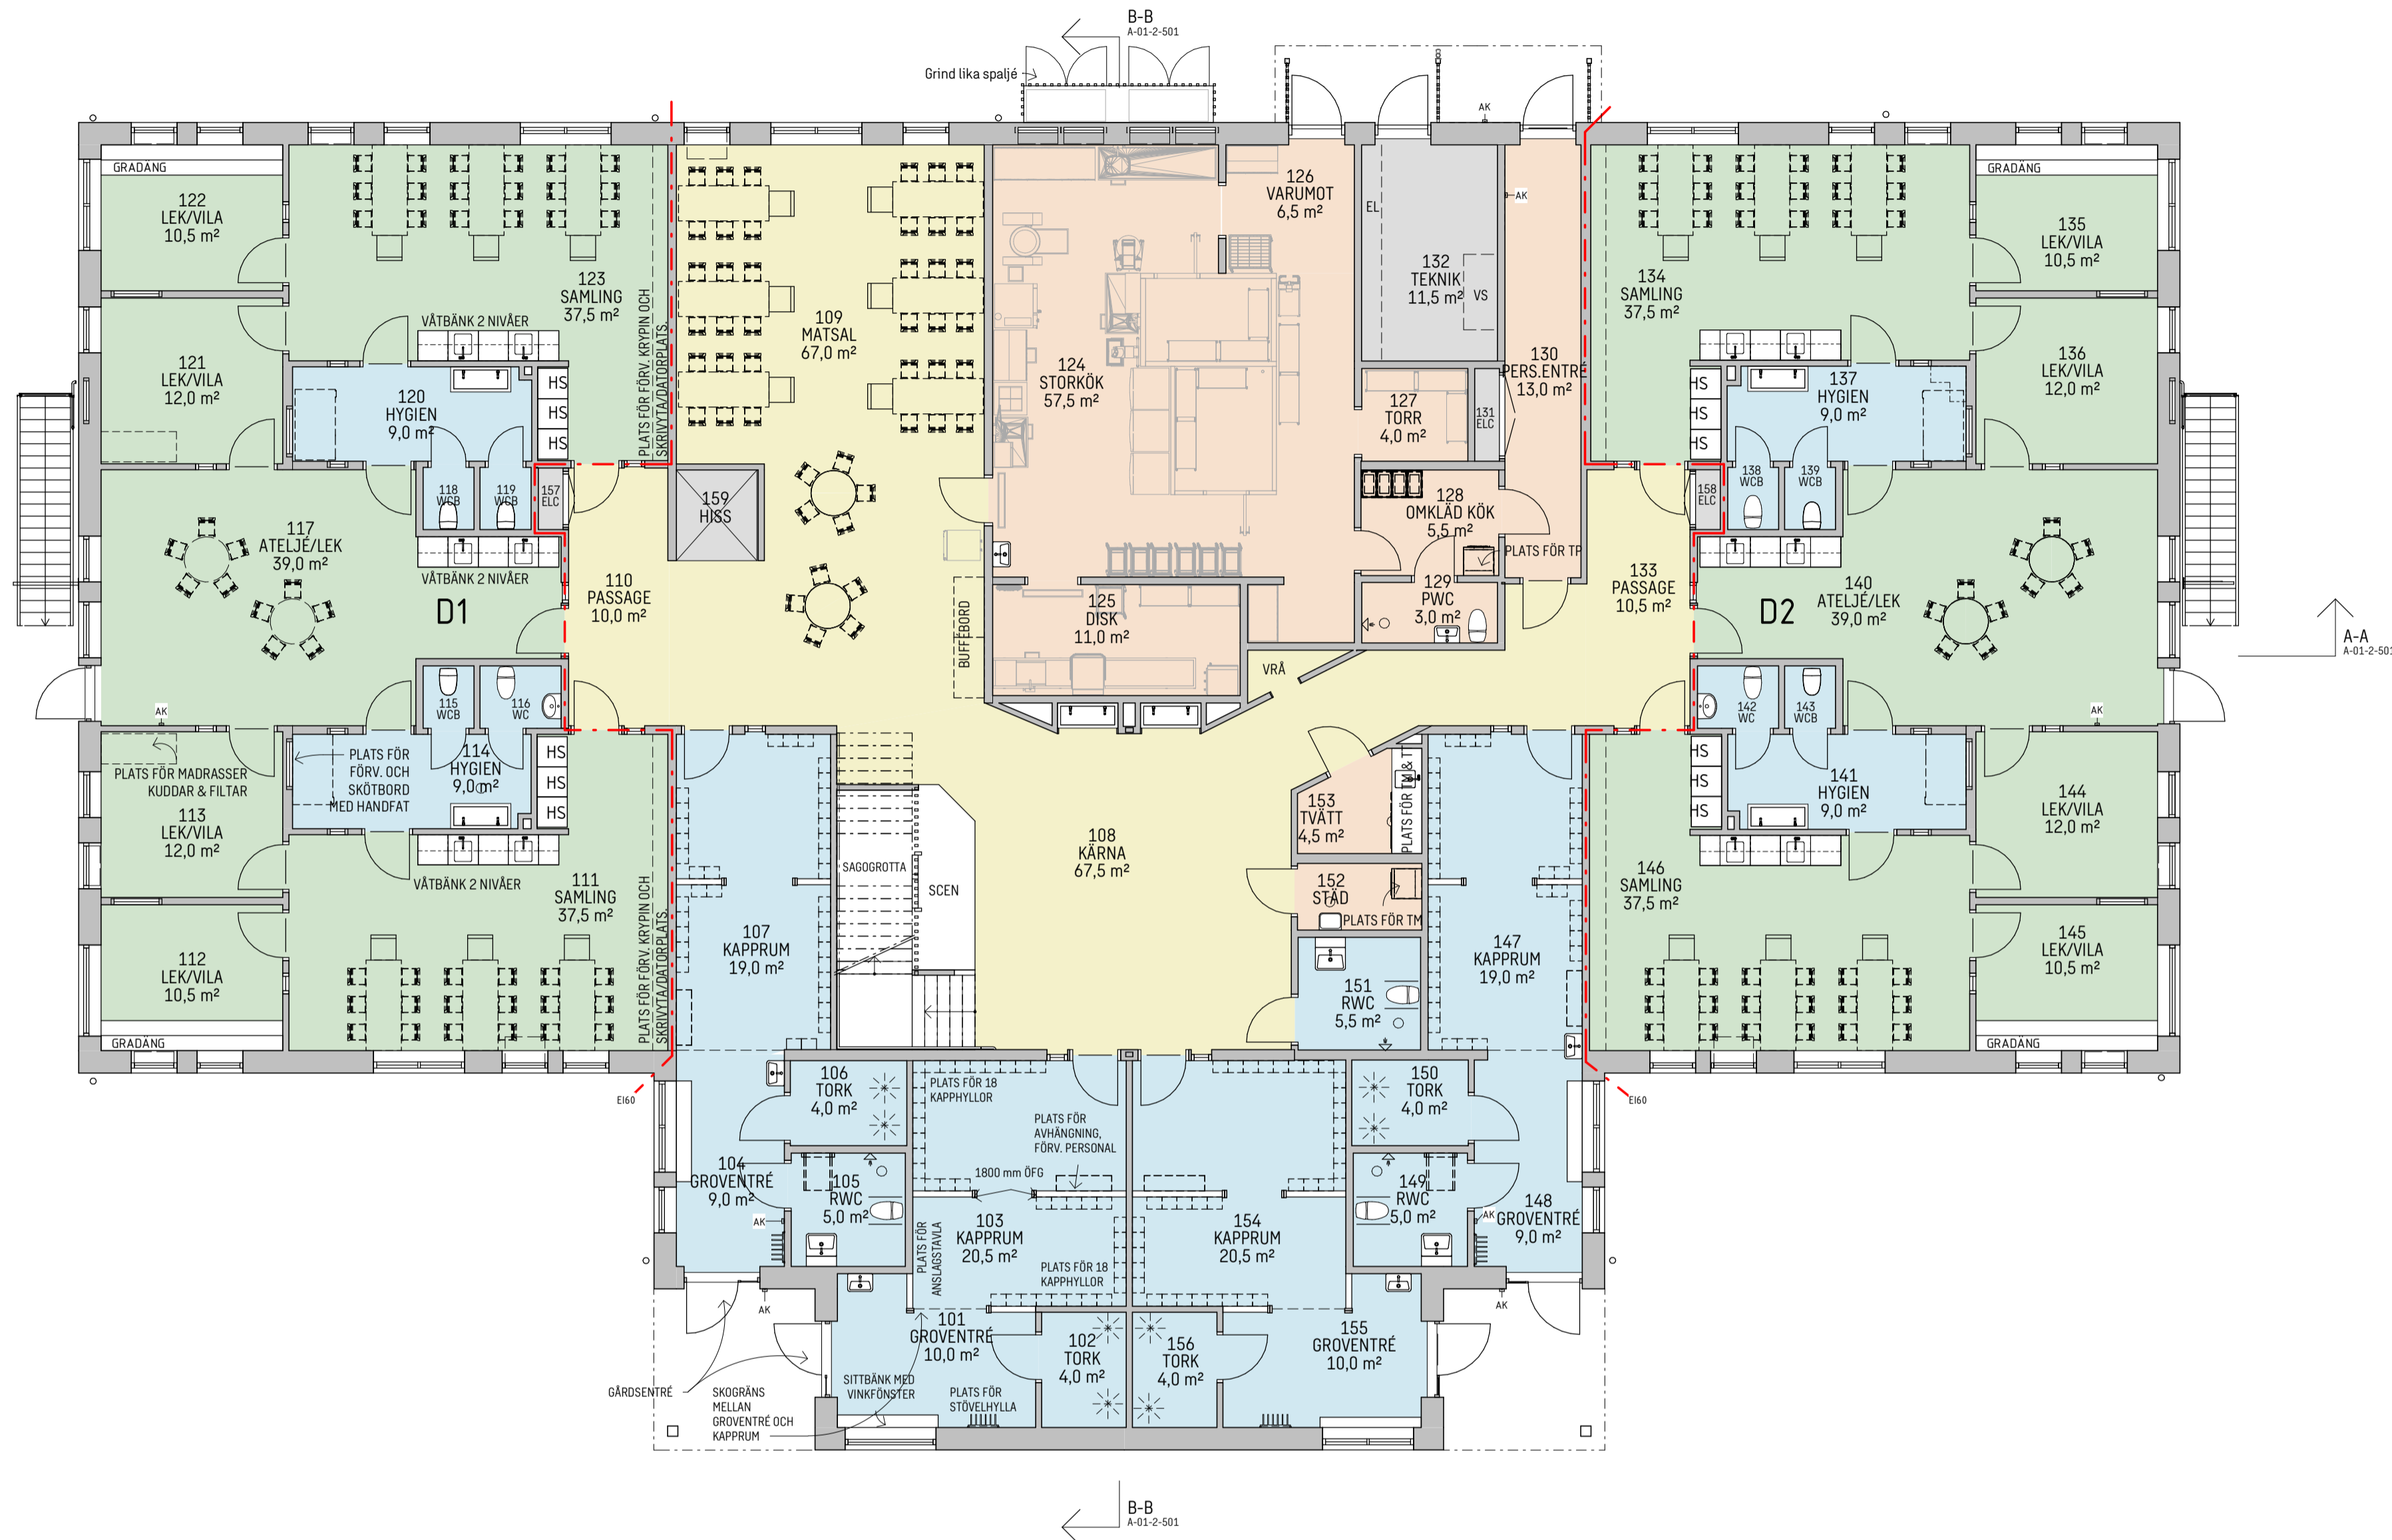 B-B
A-01-2-501
Grind lika spaljé
AK
GRADÄNG
122
LEK/VILA
10,5 m²
123
SAMLING
37,5 m²
VÅTBÄNK 2 NIVÅER
PLATS FÖR FÖRV. KRYPIN OCH
SKRIVYTA/DATORPLATS.
121
LEK/VILA
12,0 m²
120
HYGIEN
9,0 m²
HS
HS
HS
118
WCB
119
WCB
157
ELC
109
MATSAL
67,0 m²
159
HISS
124
STORKÖK
57,5 m²
126
VARUMOT
6,5 m²
EL
132
TEKNIK
11,5 m²
VS
AK
130
PERS.ENTRÉ
13,0 m²
127
TORR
4,0 m²
131
ELC
128
OMKLÄD KÖK
5,5 m²
PLATS FÖR TP
129
PWC
3,0 m²
125
DISK
11,0 m²
BUFFÉBORD
VRÅ
134
SAMLING
37,5 m²
GRADÄNG
135
LEK/VILA
10,5 m²
136
LEK/VILA
12,0 m²
137
HYGIEN
9,0 m²
HS
HS
HS
138
WCB
139
WCB
158
ELC
133
PASSAGE
10,5 m²
D2
140
ATELJÉ/LEK
39,0 m²
A-A
A-01-2-501
117
ATELJÉ/LEK
39,0 m²
VÅTBÄNK 2 NIVÅER
D1
110
PASSAGE
10,0 m²
AK
115
WCB
116
WC
PLATS FÖR MADRASSER
KUDDAR & FILTAR
113
LEK/VILA
12,0 m²
PLATS FÖR
FÖRV. OCH
SKÖTBORD
MED HANDFAT
114
HYGIEN
9,0 m²
HS
HS
HS
VÅTBÄNK 2 NIVÅER
111
SAMLING
37,5 m²
PLATS FÖR FÖRV. KRYPIN OCH
SKRIVYTA/DATORPLATS.
112
LEK/VILA
10,5 m²
GRADÄNG
EI60
107
KAPPRUM
19,0 m²
SAGOGROTTA
SCEN
108
KÄRNA
67,5 m²
153
TVÄTT
4,5 m²
PLATS FÖR TM & TT
152
STÄD
PLATS FÖR TM
151
RWC
5,5 m²
147
KAPPRUM
19,0 m²
142
WC
143
WCB
AK
HS
HS
HS
141
HYGIEN
9,0 m²
144
LEK/VILA
12,0 m²
146
SAMLING
37,5 m²
145
LEK/VILA
10,5 m²
GRADÄNG
EI60
106
TORK
4,0 m²
PLATS FÖR 18
KAPPHYLLOR
PLATS FÖR
AVHÄNGNING,
FÖRV. PERSONAL
1800 mm ÖFG
150
TORK
4,0 m²
104
GROVENTRÉ
9,0 m²
AK
105
RWC
5,0 m²
PLATS FÖR
ANSLAGSTAVLA
103
KAPPRUM
20,5 m²
PLATS FÖR 18
KAPPHYLLOR
154
KAPPRUM
20,5 m²
149
RWC
5,0 m²
AK
148
GROVENTRÉ
9,0 m²
AK
AK
101
GROVENTRÉ
10,0 m²
102
TORK
4,0 m²
156
TORK
4,0 m²
155
GROVENTRÉ
10,0 m²
GÅRDSENTRÉ
SKOGRÄNS
MELLAN
GROVENTRÉ OCH
KAPPRUM
SITTBÄNK MED
VINKFÖNSTER
PLATS FÖR
STÖVELHYLLA
B-B
A-01-2-501